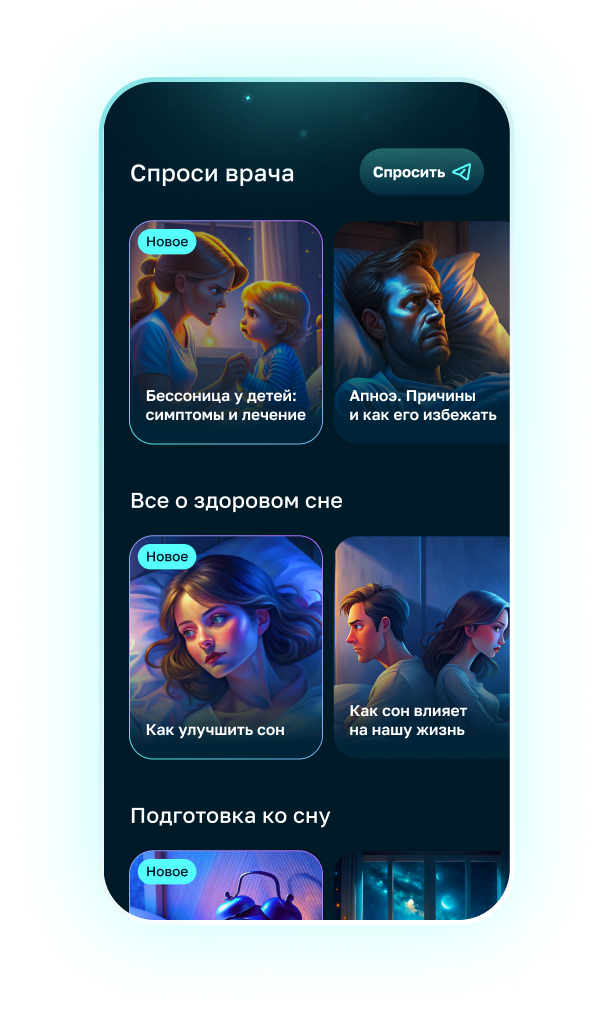 Спроси врача
Спросить
Новое
Бессоница у детей:
симптомы и лечение
Апноэ. Причины
и как его избежать
Все о здоровом сне
Новое
Как улучшить сон
Как сон влияет
на нашу жизнь
Подготовка ко сну
Новое